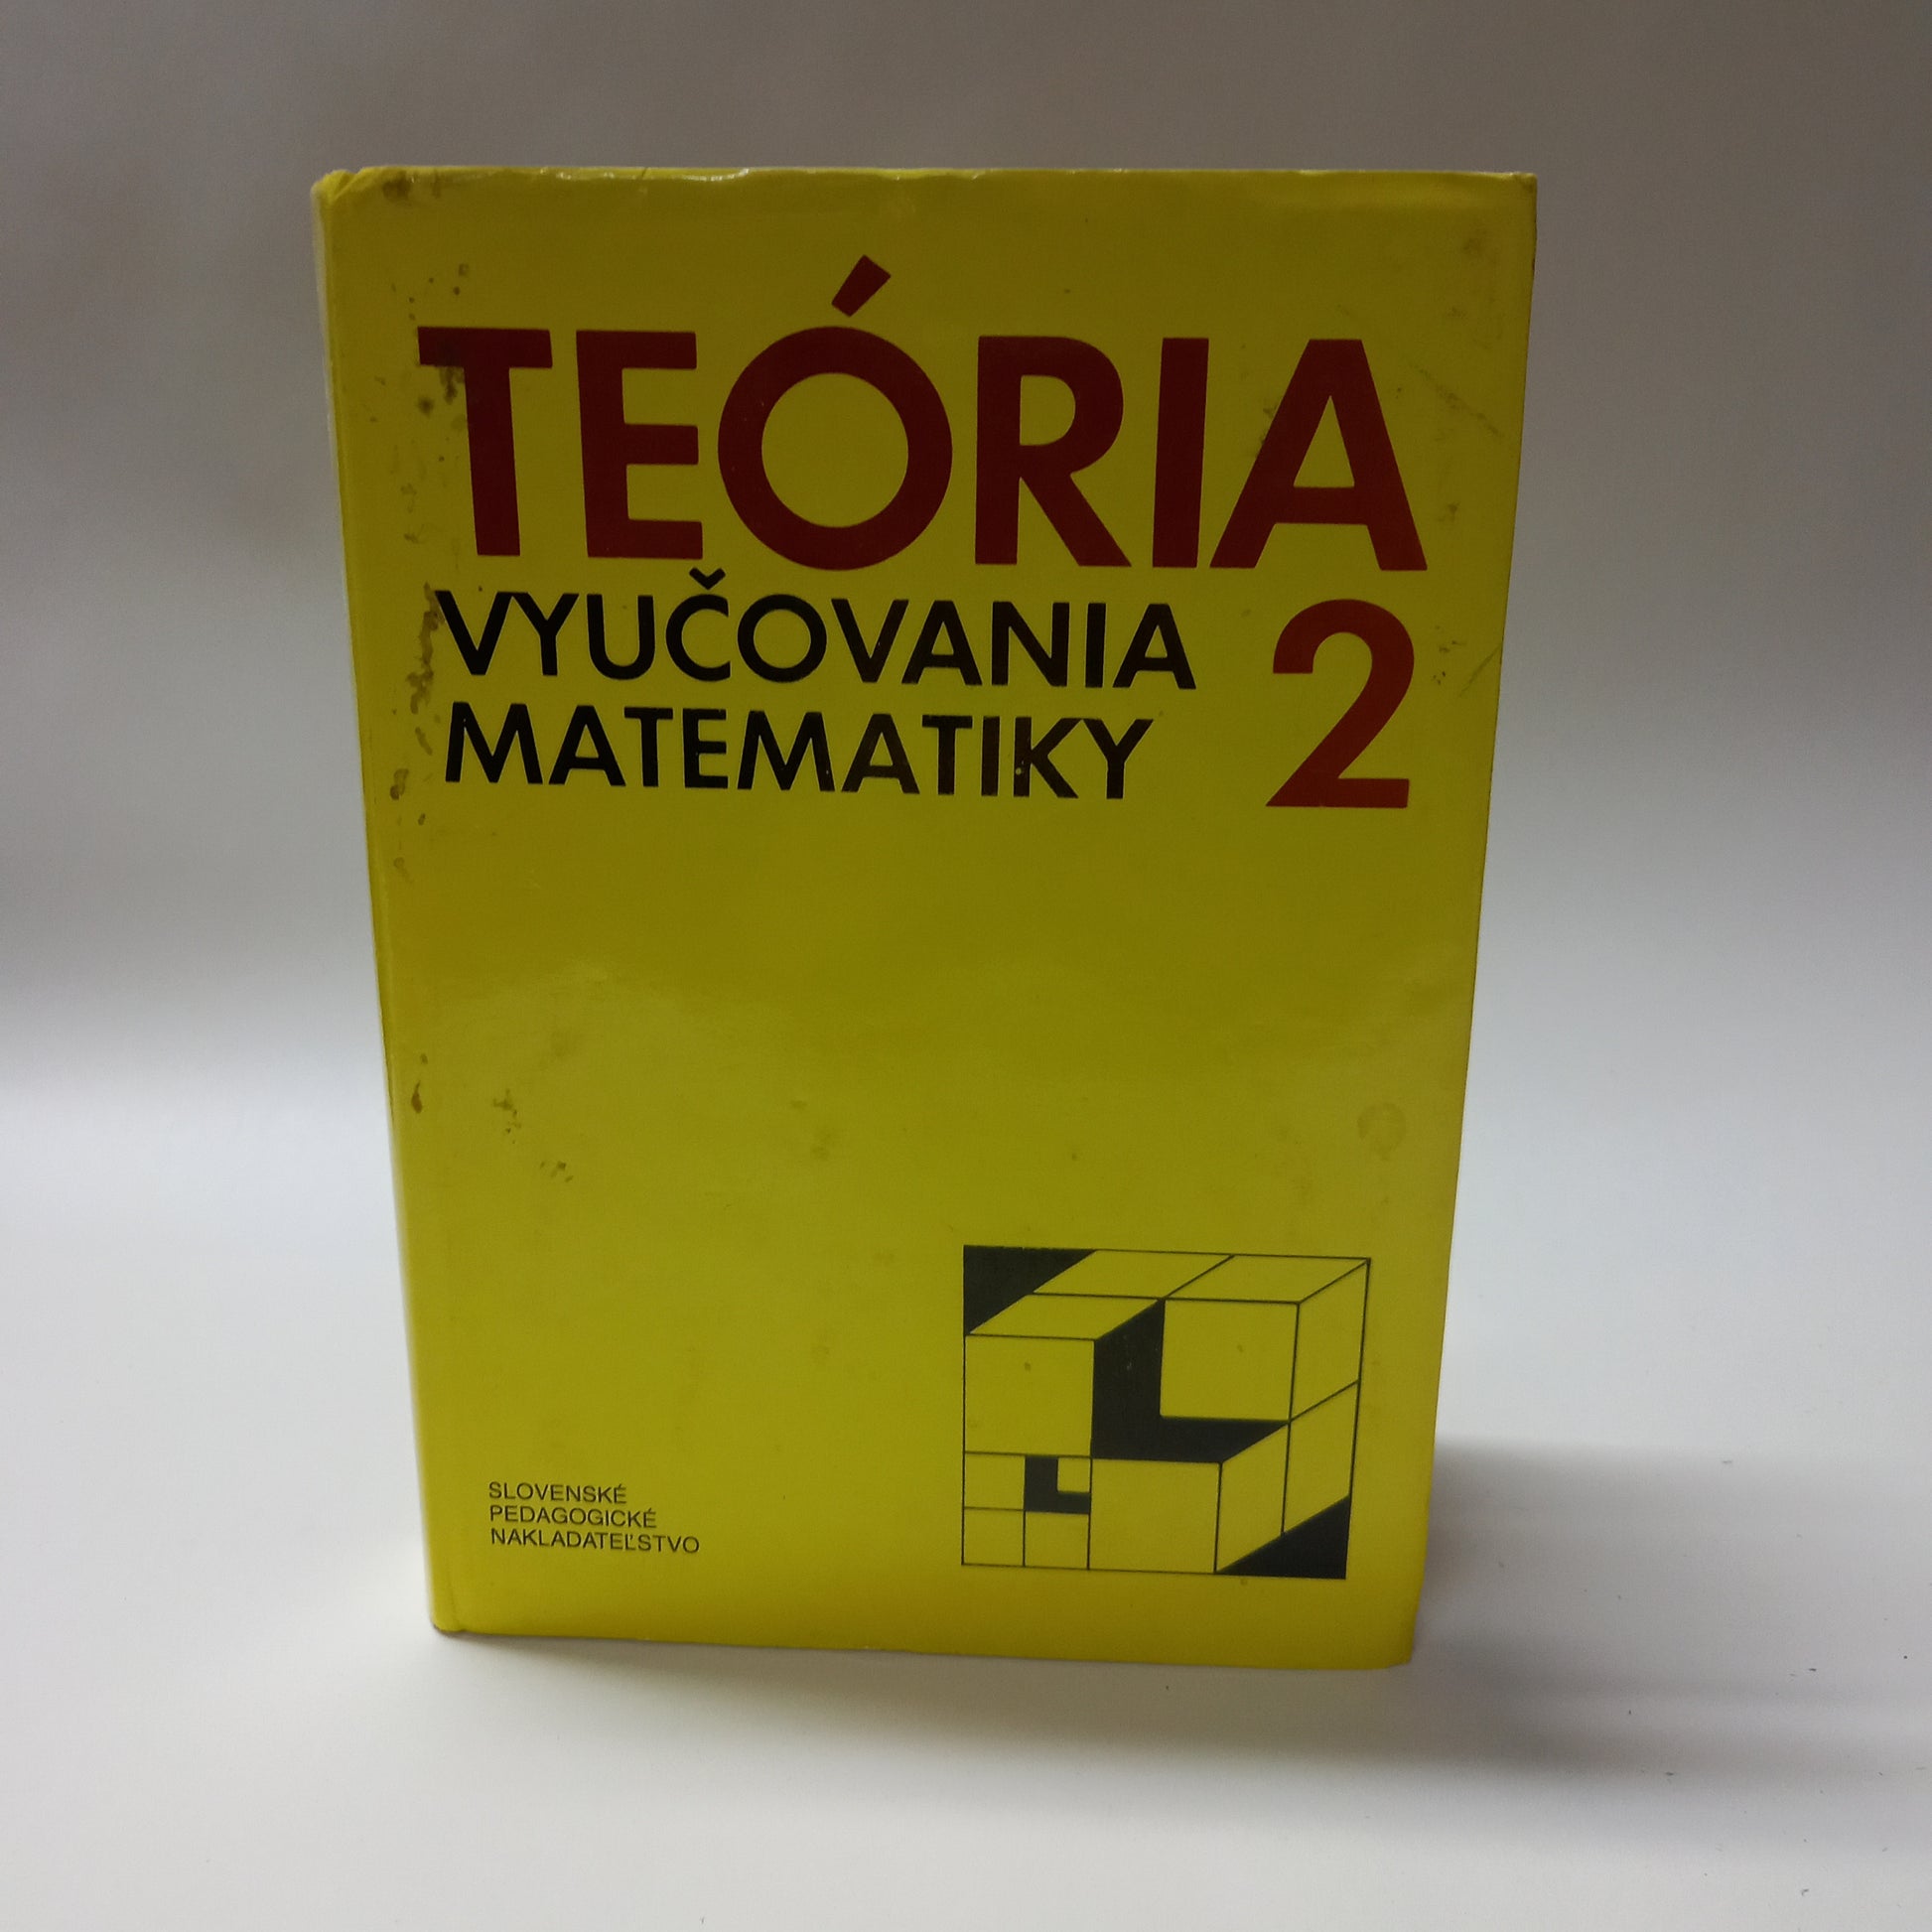 TEÓRIA
VYUČOVANIA
MATEMATIKY 2
SLOVENSKÉ
PEDAGOGICKÉ
NAKLADATEĽSTVO